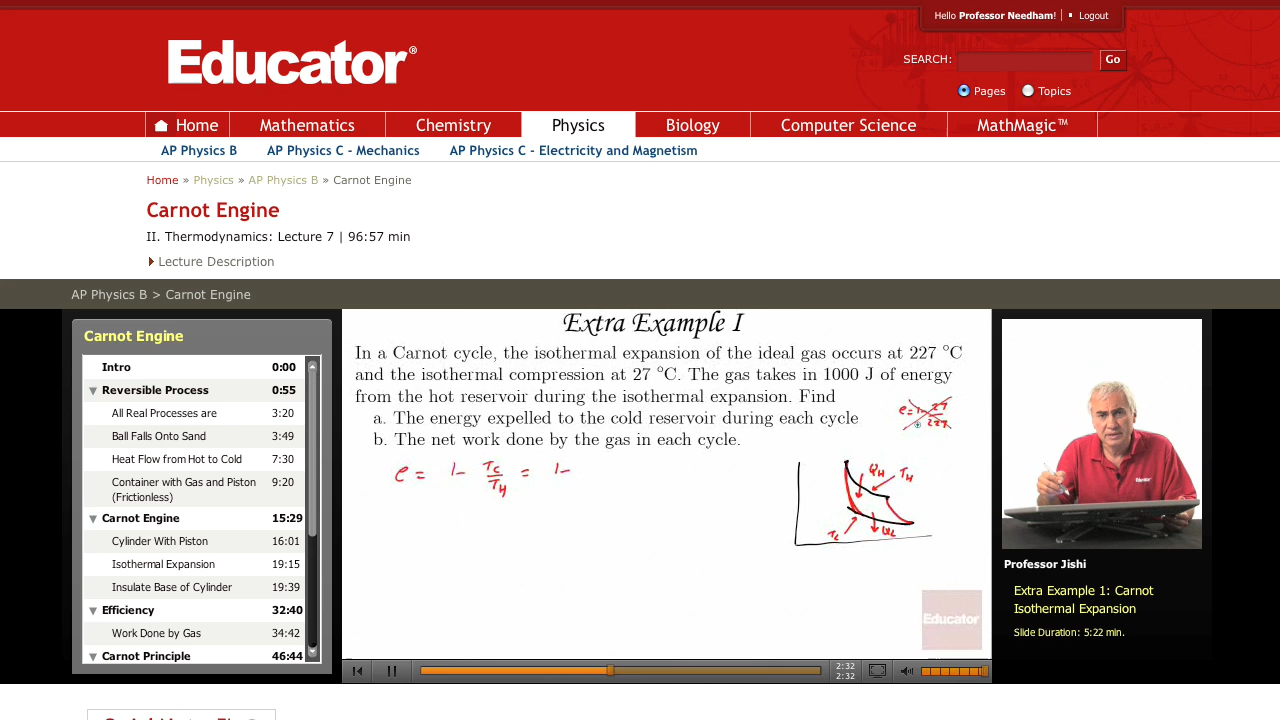 Hello Professor Needham! Logout
Educator®
SEARCH: Go
Pages Topics
Home Mathematics Chemistry Physics Biology Computer Science MathMagic™
AP Physics B AP Physics C - Mechanics AP Physics C - Electricity and Magnetism
Home » Physics » AP Physics B » Carnot Engine
Carnot Engine
II. Thermodynamics: Lecture 7 | 96:57 min
Lecture Description
AP Physics B > Carnot Engine
Carnot Engine
Intro 0:00
Reversible Process 0:55
All Real Processes are 3:20
Ball Falls Onto Sand 3:49
Heat Flow from Hot to Cold 7:30
Container with Gas and Piston 9:20
(Frictionless)
Carnot Engine 15:29
Cylinder With Piston 16:01
Isothermal Expansion 19:15
Insulate Base of Cylinder 19:39
Efficiency 32:40
Work Done by Gas 34:42
Carnot Principle 46:44
Extra Example I
In a Carnot cycle, the isothermal expansion of the ideal gas occurs at 227 °C
and the isothermal compression at 27 °C. The gas takes in 1000 J of energy
from the hot reservoir during the isothermal expansion. Find
a. The energy expelled to the cold reservoir during each cycle
b. The net work done by the gas in each cycle.
e = 1 - 27/227
e = 1 - Tc/TH = 1 -
QH TH
Tc
Educator
2:32
2:32
Educator
Professor Jishi
Extra Example 1: Carnot
Isothermal Expansion
Slide Duration: 5:22 min.